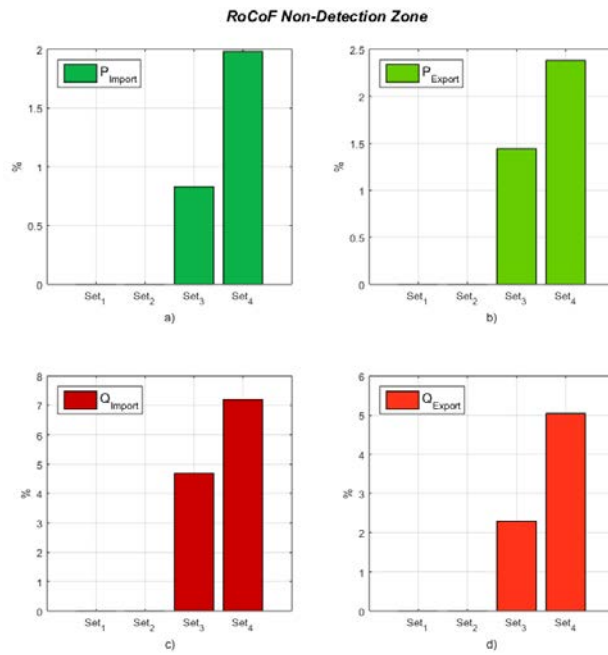 RoCoF Non-Detection Zone
2
1.5
1
0.5
0
%
P_Import
Set_1 Set_2 Set_3 Set_4
a)
2.5
2
1.5
1
0.5
0
%
P_Export
Set_1 Set_2 Set_3 Set_4
b)
8
7
6
5
4
3
2
1
0
%
Q_Import
Set_1 Set_2 Set_3 Set_4
c)
6
5
4
3
2
1
0
%
Q_Export
Set_1 Set_2 Set_3 Set_4
d)